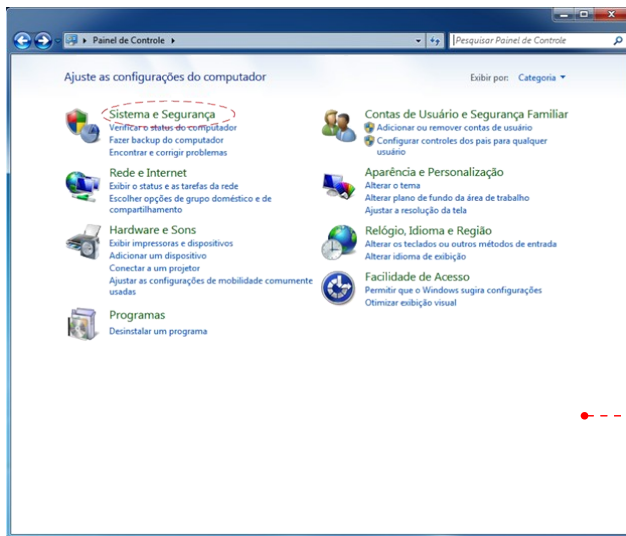 Painel de Controle
Pesquisar Painel de Controle
Ajuste as configurações do computador
Exibir por: Categoria
Sistema e Segurança
Verificar o status do computador
Fazer backup do computador
Encontrar e corrigir problemas
Rede e Internet
Exibir o status e as tarefas da rede
Escolher opções de grupo doméstico e de
compartilhamento
Hardware e Sons
Exibir impressoras e dispositivos
Adicionar um dispositivo
Conectar a um projetor
Ajustar as configurações de mobilidade comumente
usadas
Programas
Desinstalar um programa
Contas de Usuário e Segurança Familiar
Adicionar ou remover contas de usuário
Configurar controles dos pais para qualquer
usuário
Aparência e Personalização
Alterar o tema
Alterar plano de fundo da área de trabalho
Ajustar a resolução da tela
Relógio, Idioma e Região
Alterar os teclados ou outros métodos de entrada
Alterar idioma de exibição
Facilidade de Acesso
Permitir que o Windows sugira configurações
Otimizar exibição visual